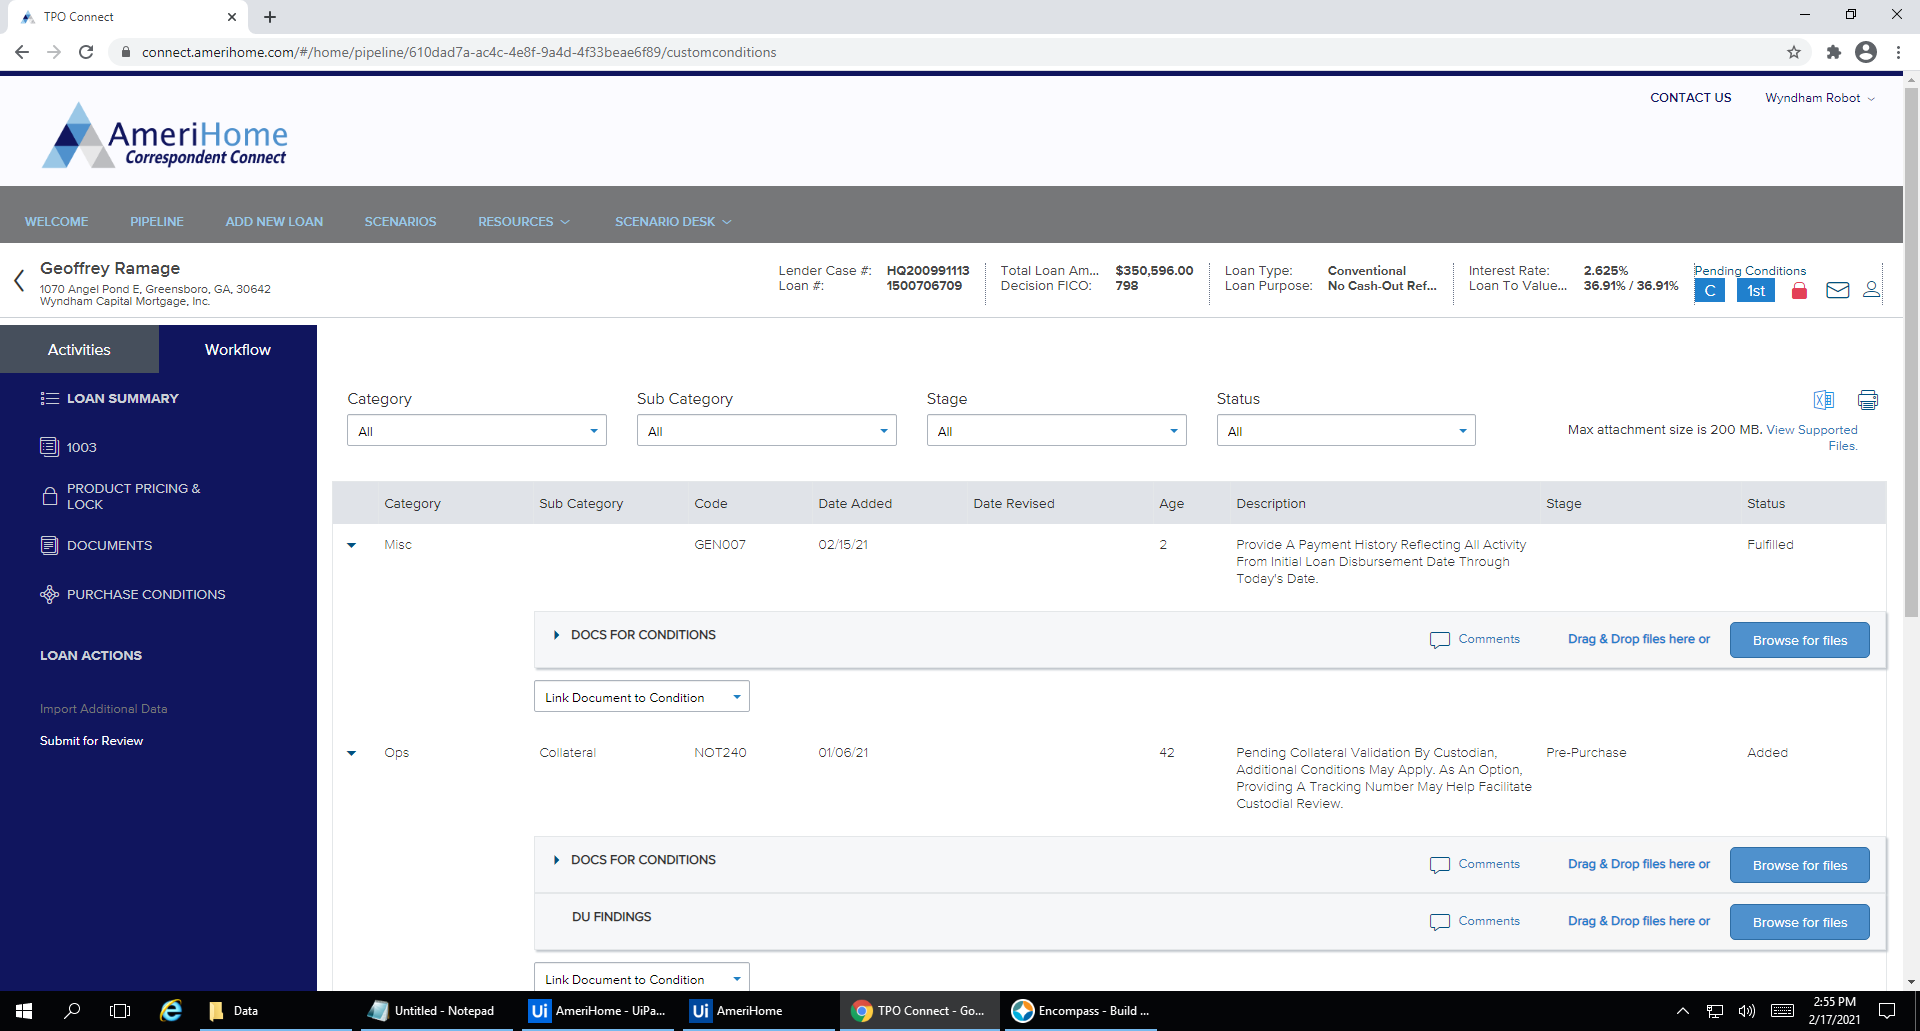 TPO Connect
connect.amerihome.com/#/home/pipeline/610dad7a-ac4c-4e8f-9a4d-4f33beae6f89/customconditions
CONTACT US
Wyndham Robot
AmeriHome
Correspondent Connect
WELCOME
PIPELINE
ADD NEW LOAN
SCENARIOS
RESOURCES
SCENARIO DESK
Geoffrey Ramage
1070 Angel Pond E, Greensboro, GA, 30642
Wyndham Capital Mortgage, Inc.
Lender Case #: HQ200991113
Loan #: 1500706709
Total Loan Am... $350,596.00
Decision FICO: 798
Loan Type: Conventional
Loan Purpose: No Cash-Out Ref...
Interest Rate: 2.625%
Loan To Value... 36.91% / 36.91%
Pending Conditions
C
1st
Activities
Workflow
LOAN SUMMARY
1003
PRODUCT PRICING &
LOCK
DOCUMENTS
PURCHASE CONDITIONS
LOAN ACTIONS
Import Additional Data
Submit for Review
Category
Sub Category
Stage
Status
All
All
All
All
Max attachment size is 200 MB. View Supported
Files.
Category Sub Category Code Date Added Date Revised Age Description Stage Status
Misc GEN007 02/15/21 2 Provide A Payment History Reflecting All Activity Fulfilled
From Initial Loan Disbursement Date Through
Today's Date.
DOCS FOR CONDITIONS
Comments
Drag & Drop files here or
Browse for files
Link Document to Condition
Ops Collateral NOT240 01/06/21 42 Pending Collateral Validation By Custodian, Pre-Purchase Added
Additional Conditions May Apply. As An Option,
Providing A Tracking Number May Help Facilitate
Custodial Review.
DOCS FOR CONDITIONS
Comments
Drag & Drop files here or
Browse for files
DU FINDINGS
Comments
Drag & Drop files here or
Browse for files
Link Document to Condition
Data
Untitled - Notepad
Ui AmeriHome - UiPa...
Ui AmeriHome
TPO Connect - Go...
Encompass - Build ...
2:55 PM
2/17/2021